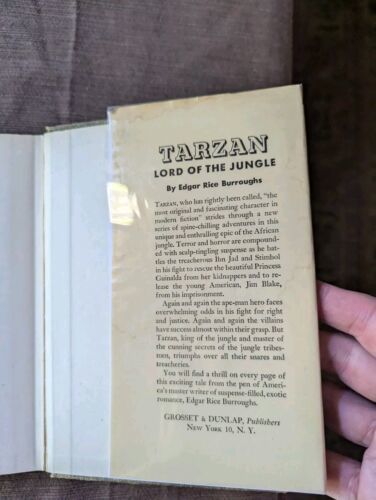 TARZAN
LORD OF THE JUNGLE
By Edgar Rice Burroughs
TARZAN, who has rightly been called, "the
most original and fascinating character in
modern fiction" strides through a new
series of spine-chilling adventures in this
unique and enthralling epic of the African
jungle. Terror and horror are compound-
ed with scalp-tingling suspense as he bat-
tles the treacherous Ibn Jad and Stimbol
in his fight to rescue the beautiful Princess
Guinalda from her kidnappers and to re-
lease the young American, Jim Blake,
from his imprisonment.
Again and again the ape-man hero faces
overwhelming odds in his fight for right
and justice. Again and again the villains
have success almost within their grasp. But
Tarzan, king of the jungle and master of
the cunning secrets of the jungle tribes-
men, triumphs over all their snares and
treacheries.
You will find a thrill on every page of
this exciting tale from the pen of Ameri-
ca's master writer of suspense-filled, exotic
romance, Edgar Rice Burroughs.
GROSSET & DUNLAP, Publishers
NEW YORK 10, N. Y.